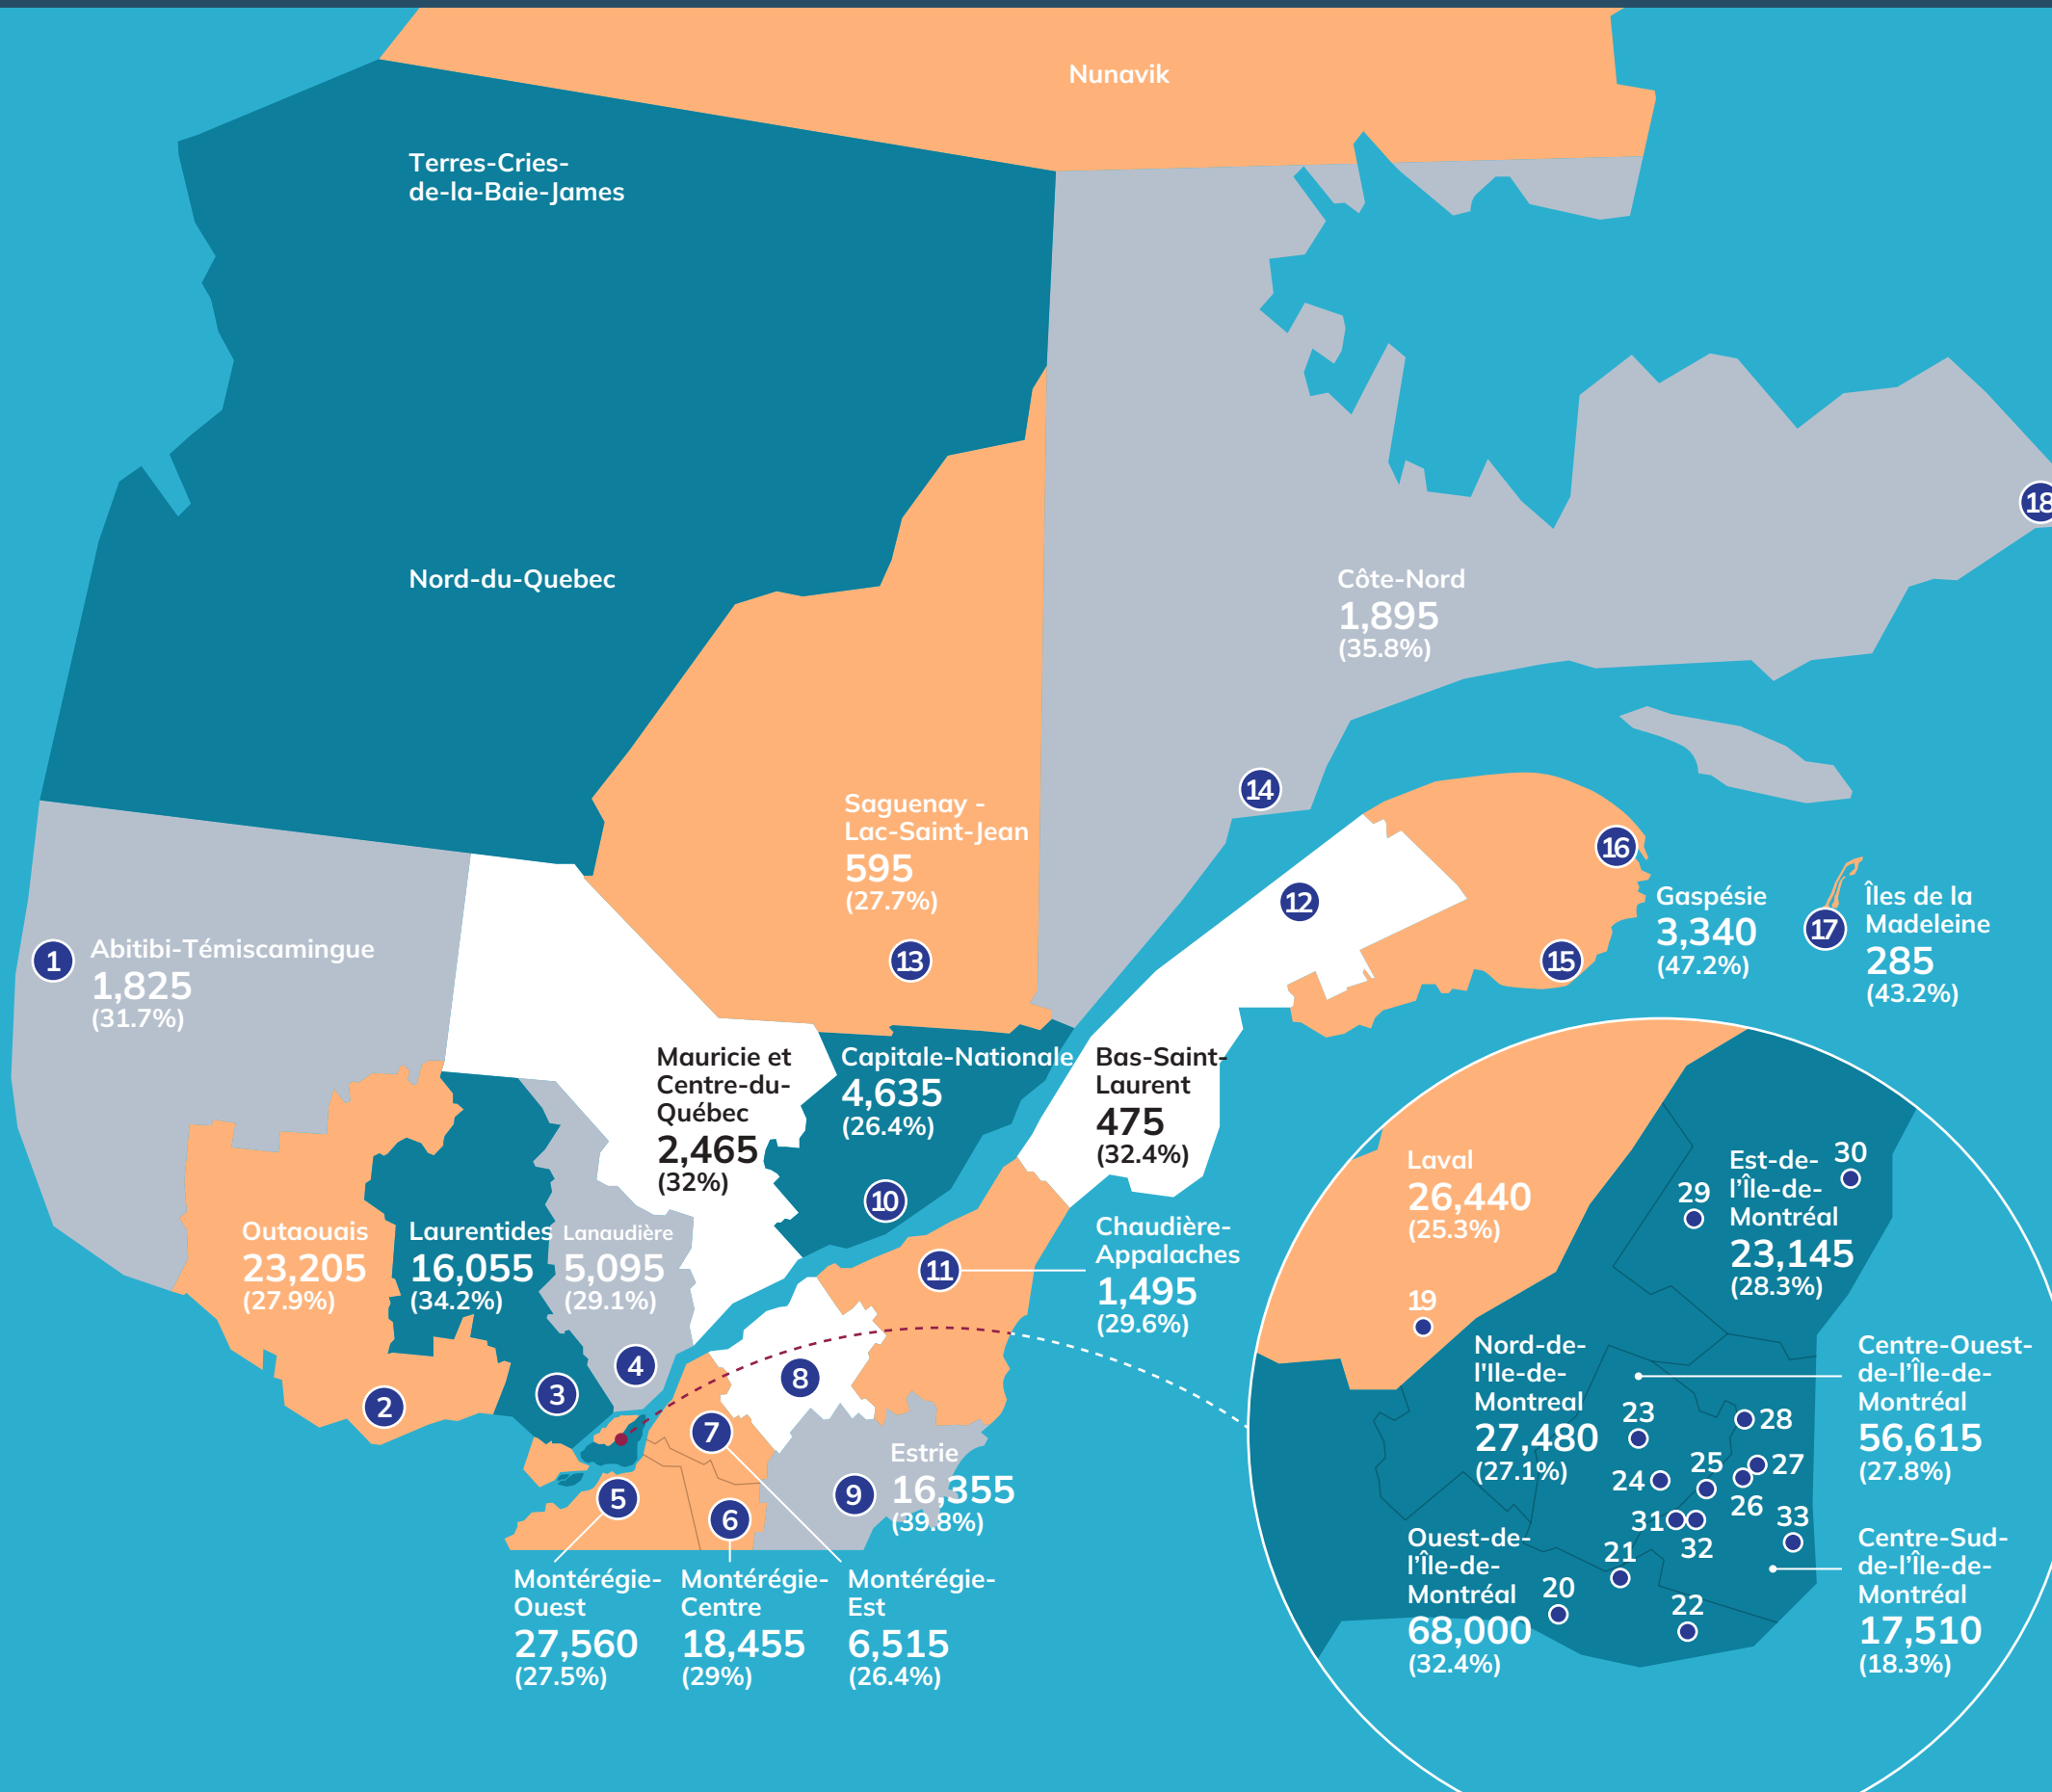 Nunavik
Terres-Cries-
de-la-Baie-James
Nord-du-Quebec
Côte-Nord
1,895
(35.8%)
18
14
Saguenay -
Lac-Saint-Jean
595
(27.7%)
13
12
16
15
Gaspésie
3,340
(47.2%)
17
Îles de la
Madeleine
285
(43.2%)
1
Abitibi-Témiscamingue
1,825
(31.7%)
Mauricie et
Centre-du-
Québec
2,465
(32%)
Capitale-Nationale
4,635
(26.4%)
10
Bas-Saint-
Laurent
475
(32.4%)
Outaouais
23,205
(27.9%)
2
Laurentides
16,055
(34.2%)
3
Lanaudière
5,095
(29.1%)
4
11
Chaudière-
Appalaches
1,495
(29.6%)
8
7
5
6
9
Estrie
16,355
(39.8%)
Montérégie-
Ouest
27,560
(27.5%)
Montérégie-
Centre
18,455
(29%)
Montérégie-
Est
6,515
(26.4%)
Laval
26,440
(25.3%)
19
Est-de-
l’Île-de-
Montréal
23,145
(28.3%)
29
30
Nord-de-
l'Ile-de-
Montreal
27,480
(27.1%)
Centre-Ouest-
de-l’Île-de-
Montréal
56,615
(27.8%)
23
28
24
25
27
26
31
32
33
21
20
22
Ouest-de-
l’Île-de-
Montréal
68,000
(32.4%)
Centre-Sud-
de-l’Île-de-
Montréal
17,510
(18.3%)